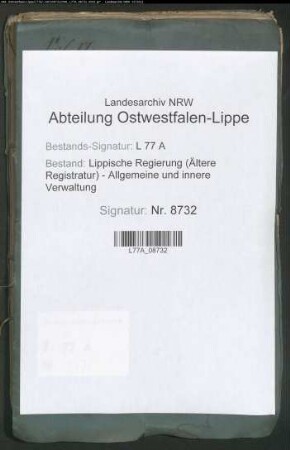 Landesarchiv NRW
Abteilung Ostwestfalen-Lippe
Bestands-Signatur: L 77 A
Bestand: Lippische Regierung (Ältere
Registratur) - Allgemeine und innere
Verwaltung
Signatur: Nr. 8732
L77A_08732